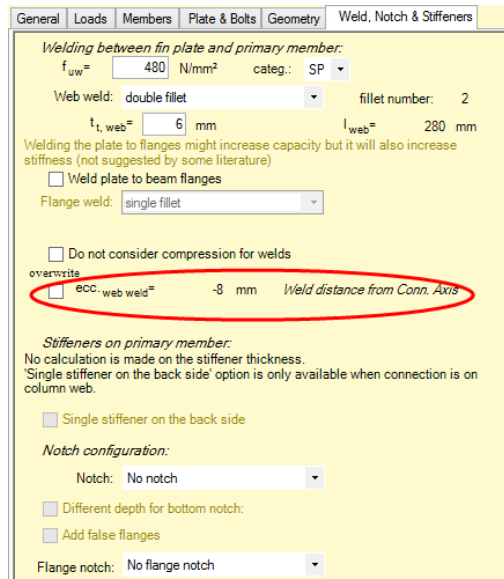 General Loads Members Plate & Bolts Geometry Weld, Notch & Stiffeners
Welding between fin plate and primary member:
fuw= 480 N/mm² categ.: SP
Web weld: double fillet fillet number: 2
tt, web= 6 mm lweb= 280 mm
Welding the plate to flanges might increase capacity but it will also increase
stiffness (not suggested by some literature)
Weld plate to beam flanges
Flange weld: single fillet
Do not consider compression for welds
overwrite
ecc. web weld= -8 mm Weld distance from Conn. Axis
Stiffeners on primary member:
No calculation is made on the stiffener thickness.
'Single stiffener on the back side' option is only available when connection is on
column web.
Single stiffener on the back side
Notch configuration:
Notch: No notch
Different depth for bottom notch:
Add false flanges
Flange notch: No flange notch